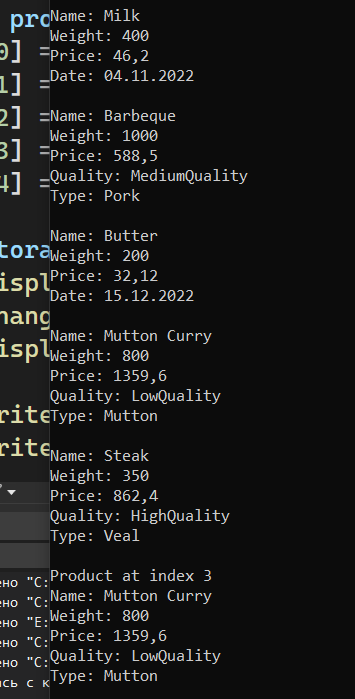 pro
0] =
1] =
2] =
3] =
4] =
tora
ispl
hang
ispl
rite
rite
ено "C:
ено "C:
ено "E:
ено "C:
ено "C:
ась с к
Name: Milk
Weight: 400
Price: 46,2
Date: 04.11.2022
Name: Barbeque
Weight: 1000
Price: 588,5
Quality: MediumQuality
Type: Pork
Name: Butter
Weight: 200
Price: 32,12
Date: 15.12.2022
Name: Mutton Curry
Weight: 800
Price: 1359,6
Quality: LowQuality
Type: Mutton
Name: Steak
Weight: 350
Price: 862,4
Quality: HighQuality
Type: Veal
Product at index 3
Name: Mutton Curry
Weight: 800
Price: 1359,6
Quality: LowQuality
Type: Mutton